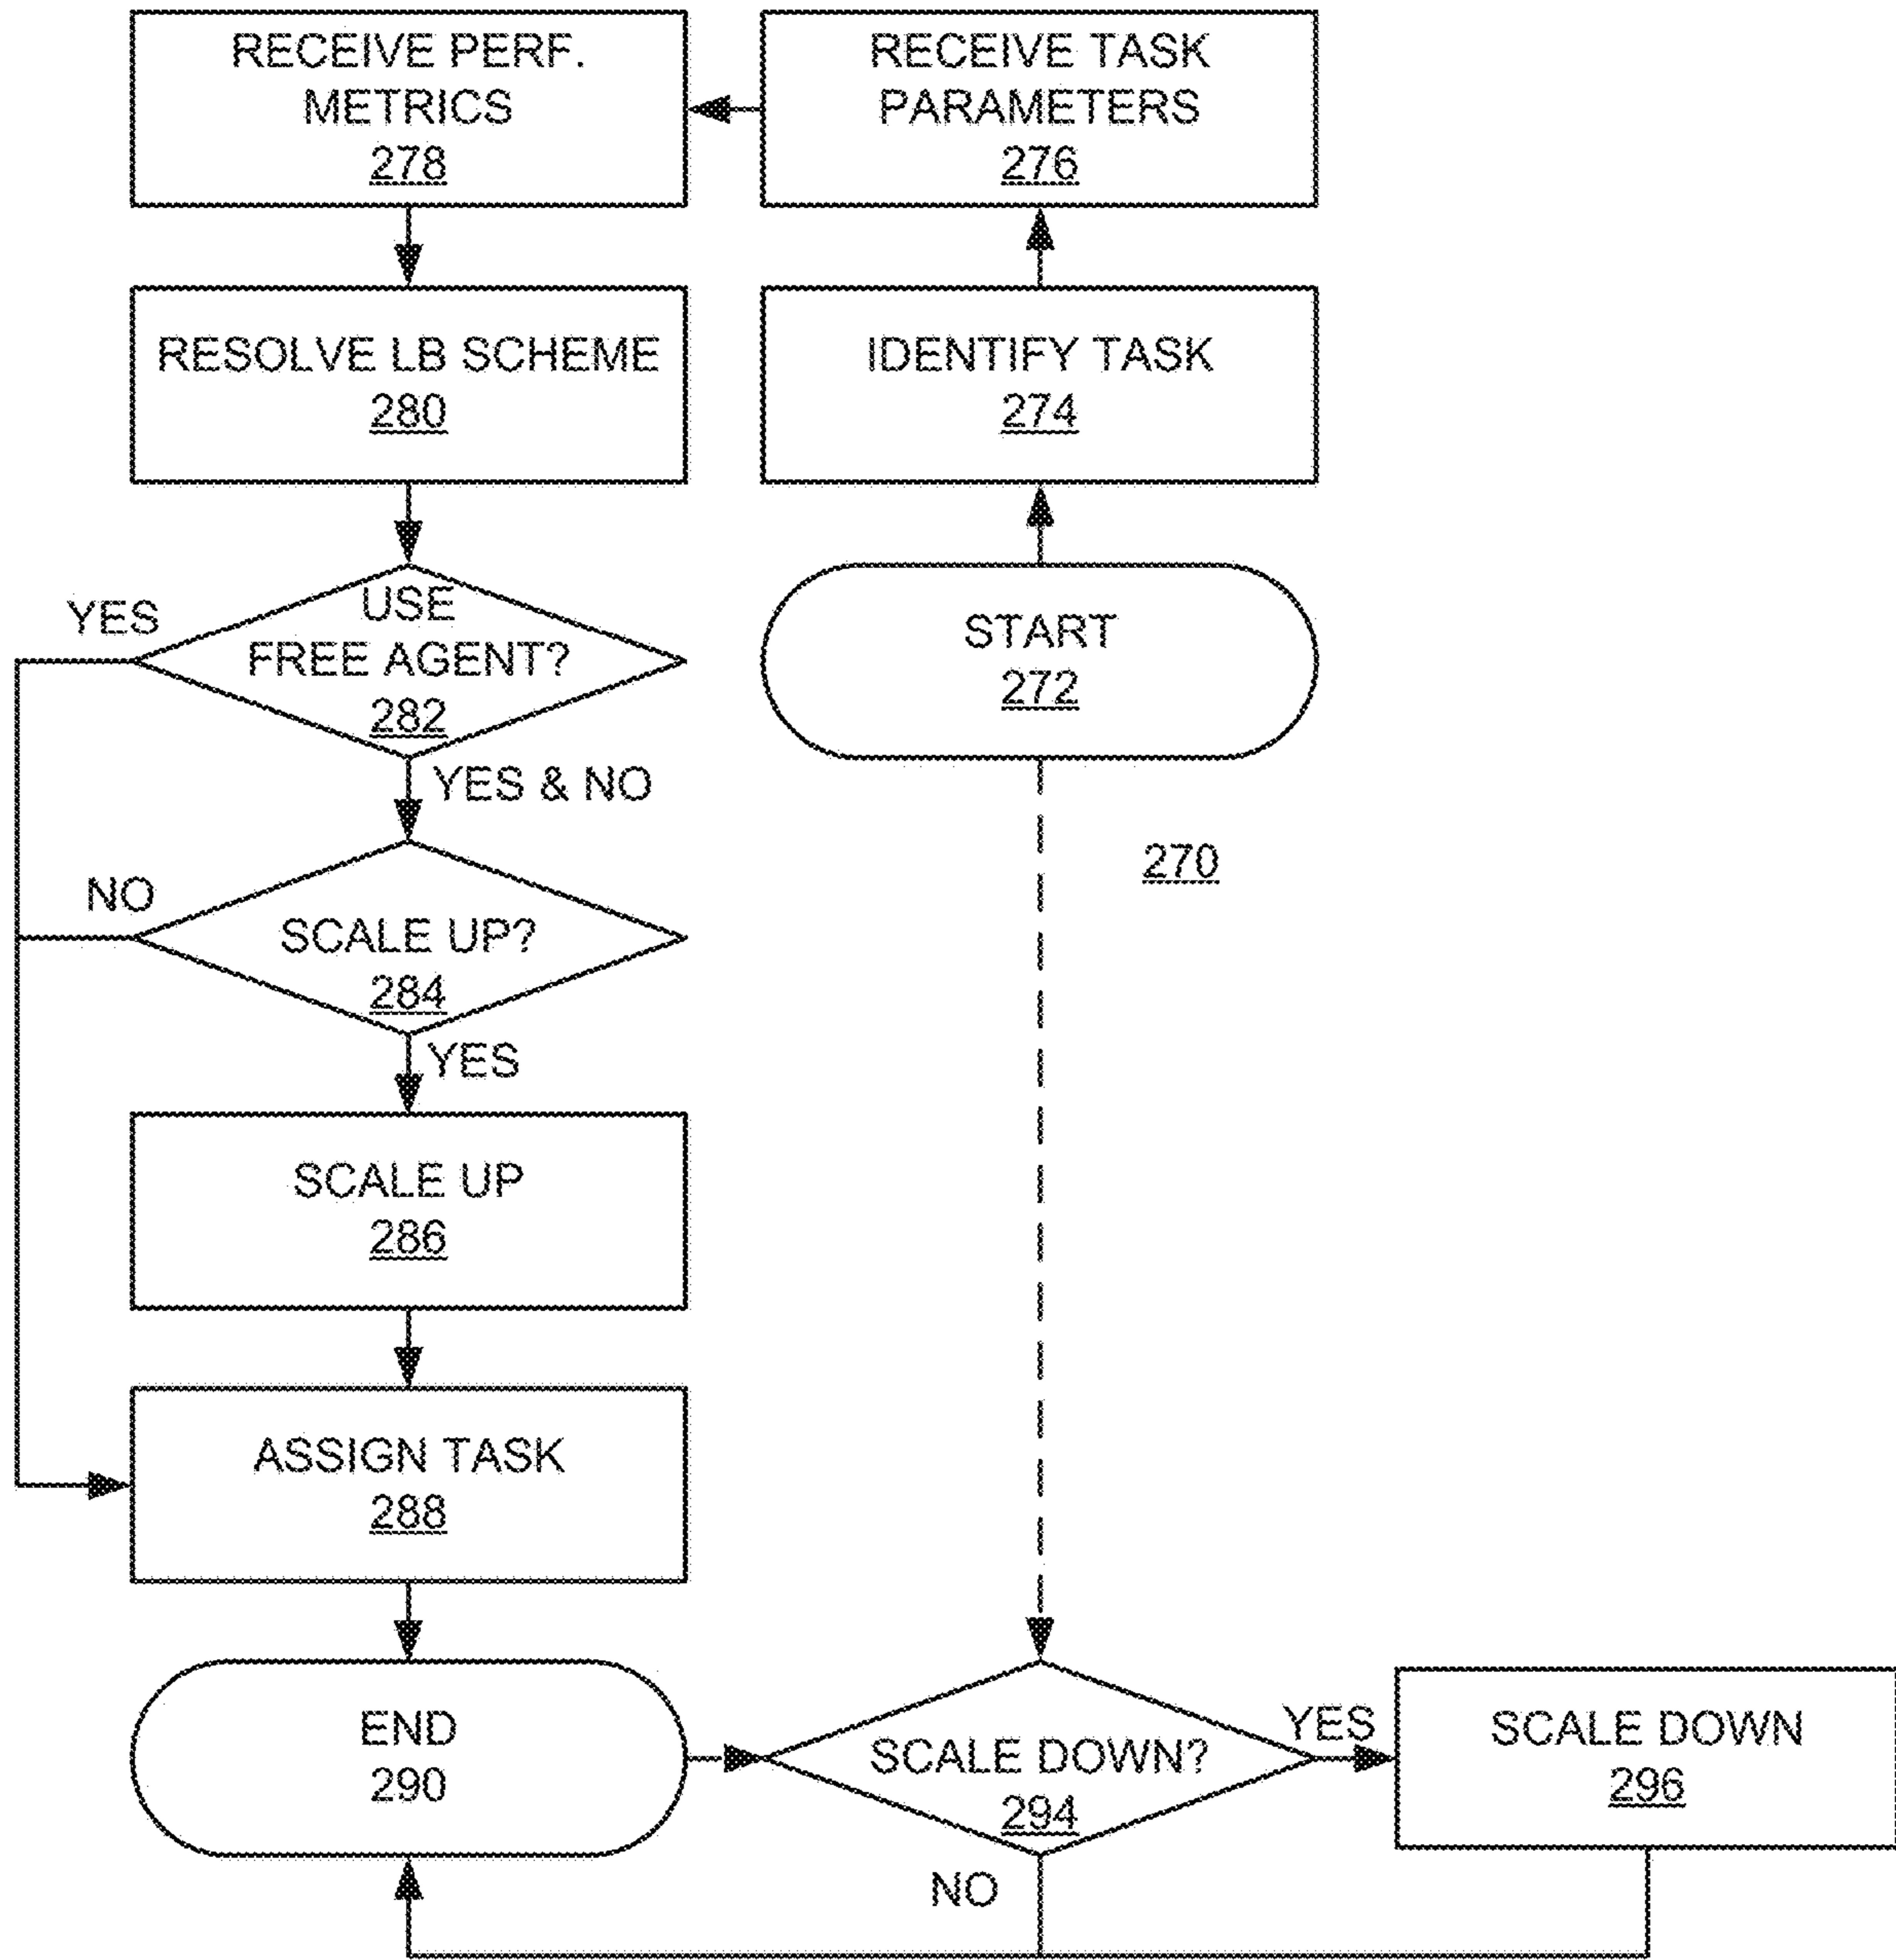 RECEIVE PERF.
METRICS
278
RECEIVE TASK
PARAMETERS
276
RESOLVE LB SCHEME
280
IDENTIFY TASK
274
YES
USE
FREE AGENT?
282
START
272
YES & NO
270
NO
SCALE UP?
284
YES
SCALE UP
286
ASSIGN TASK
288
END
290
SCALE DOWN?
294
YES
SCALE DOWN
296
NO